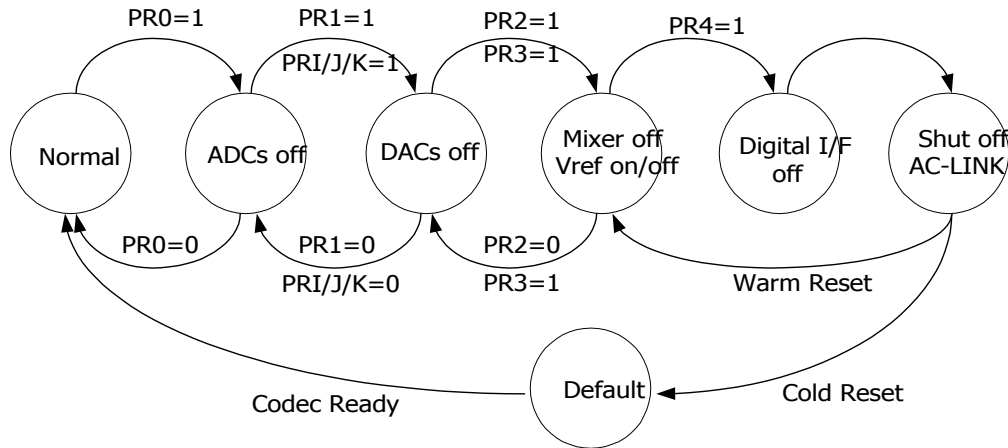 PR0=1
PR1=1
PRI/J/K=1
PR2=1
PR3=1
PR4=1
Normal
ADCs off
DACs off
Mixer off
Vref on/off
Digital I/F
off
Shut off
AC-LINK
PR0=0
PR1=0
PRI/J/K=0
PR2=0
PR3=1
Warm Reset
Default
Codec Ready
Cold Reset